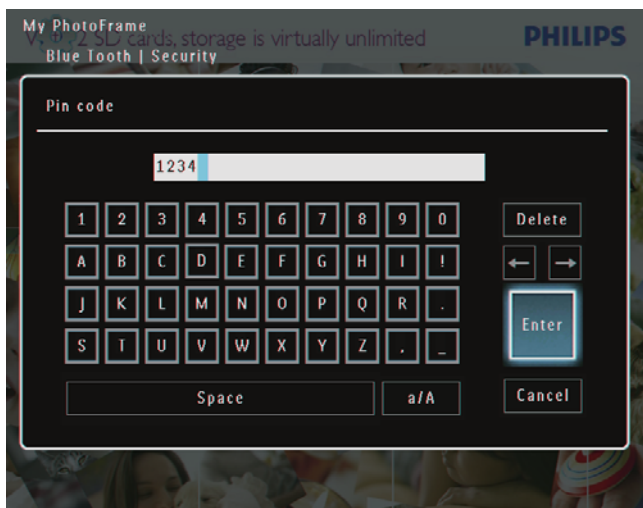 My PhotoFrame
2 SD cards, storage is virtually unlimited
PHILIPS
Blue Tooth | Security
Pin code
1234
1 2 3 4 5 6 7 8 9 0 Delete
A B C D E F G H I ! ← →
J K L M N O P Q R .
Enter
S T U V W X Y Z , _
Space a/A Cancel